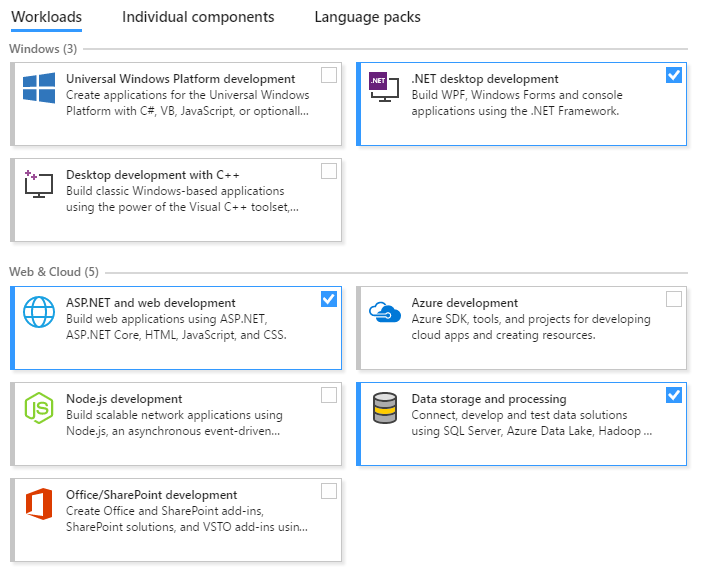 Workloads Individual components Language packs
Windows (3)
Universal Windows Platform development
Create applications for the Universal Windows
Platform with C#, VB, JavaScript, or optionall...
.NET
.NET desktop development
Build WPF, Windows Forms and console
applications using the .NET Framework.
Desktop development with C++
Build classic Windows-based applications
using the power of the Visual C++ toolset,...
Web & Cloud (5)
ASP.NET and web development
Build web applications using ASP.NET,
ASP.NET Core, HTML, JavaScript, and CSS.
Azure development
Azure SDK, tools, and projects for developing
cloud apps and creating resources.
JS
Node.js development
Build scalable network applications using
Node.js, an asynchronous event-driven...
Data storage and processing
Connect, develop and test data solutions
using SQL Server, Azure Data Lake, Hadoop ...
Office/SharePoint development
Create Office and SharePoint add-ins,
SharePoint solutions, and VSTO add-ins usin...